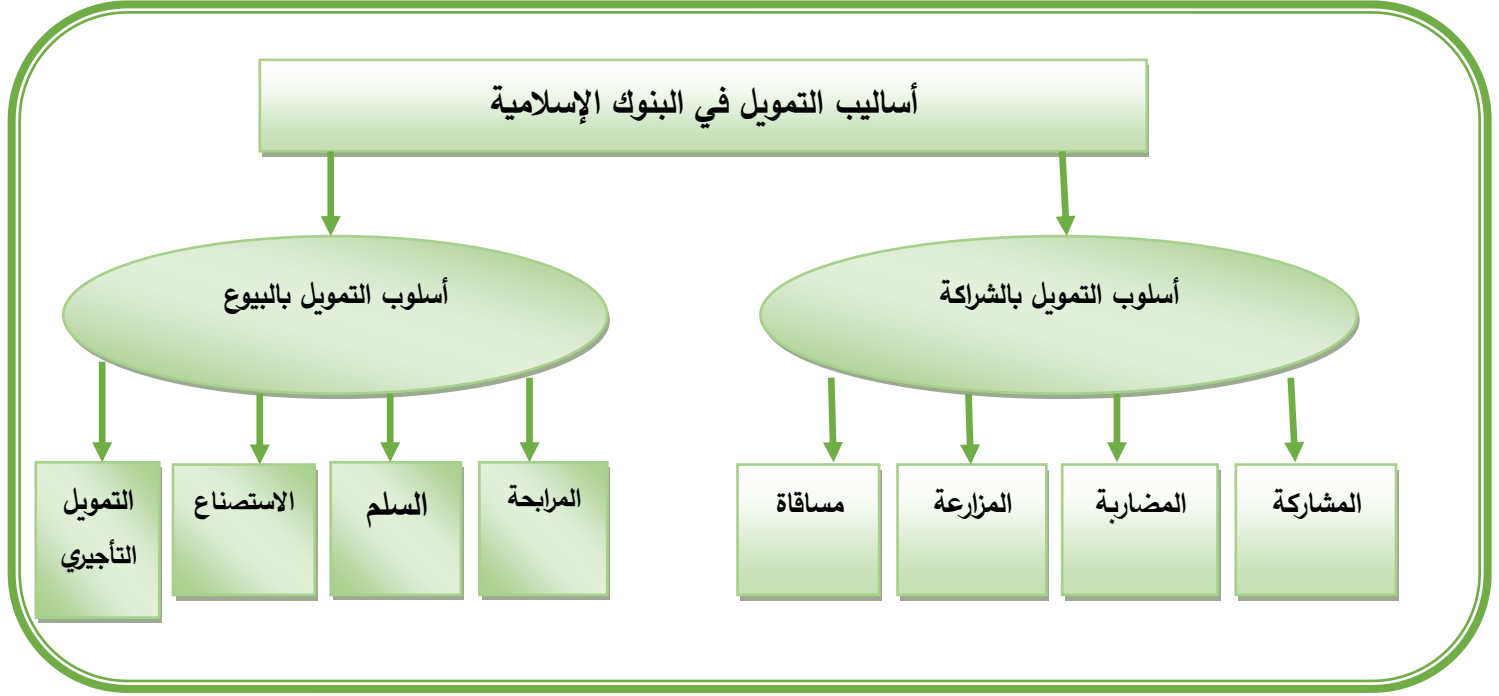 أساليب التمويل في البنوك الإسلامية
أسلوب التمويل بالشراكة
أسلوب التمويل بالبيوع
المشاركة
المضاربة
المزارعة
مساقاة
المرابحة
السلم
الاستصناع
التمويل
التأجيري